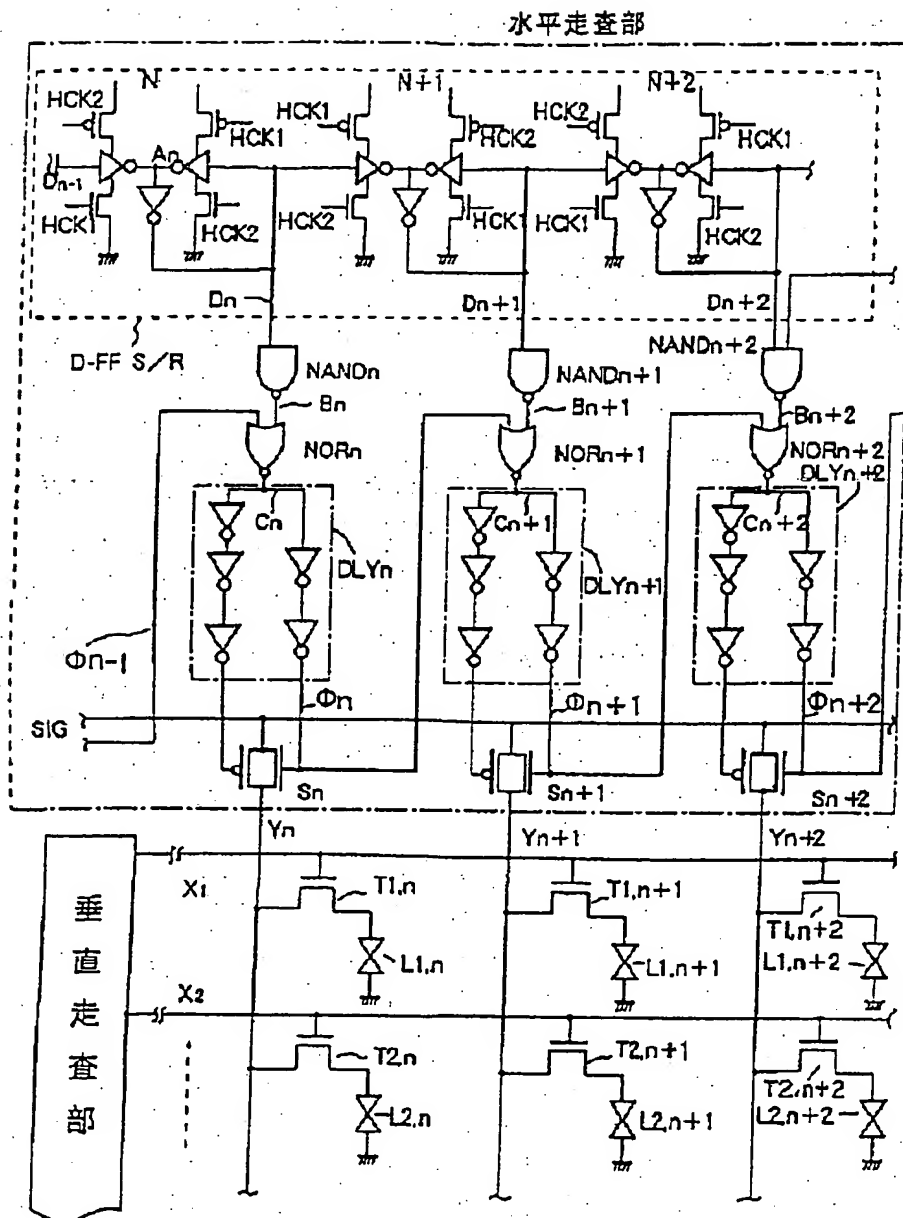 水平走査部
N N+1 N+2
HCK2 HCK1 HCK1 HCK2 HCK2 HCK1
An
Dn-1
HCK1 HCK2 HCK2 HCK1 HCK1 HCK2
Dn Dn+1 Dn+2
D-FF S/R
NANDn NANDn+1 NANDn+2
Bn Bn+1 Bn+2
NORn NORn+1 NORn+2
Cn Cn+1 Cn+2
DLYn DLYn+1 DLYn+2
Φn-1 Φn Φn+1 Φn+2
SIG
Sn Sn+1 Sn+2
Yn Yn+1 Yn+2
垂直走査部
X1
T1,n T1,n+1 T1,n+2
L1,n L1,n+1 L1,n+2
X2
T2,n T2,n+1 T2,n+2
L2,n L2,n+1 L2,n+2